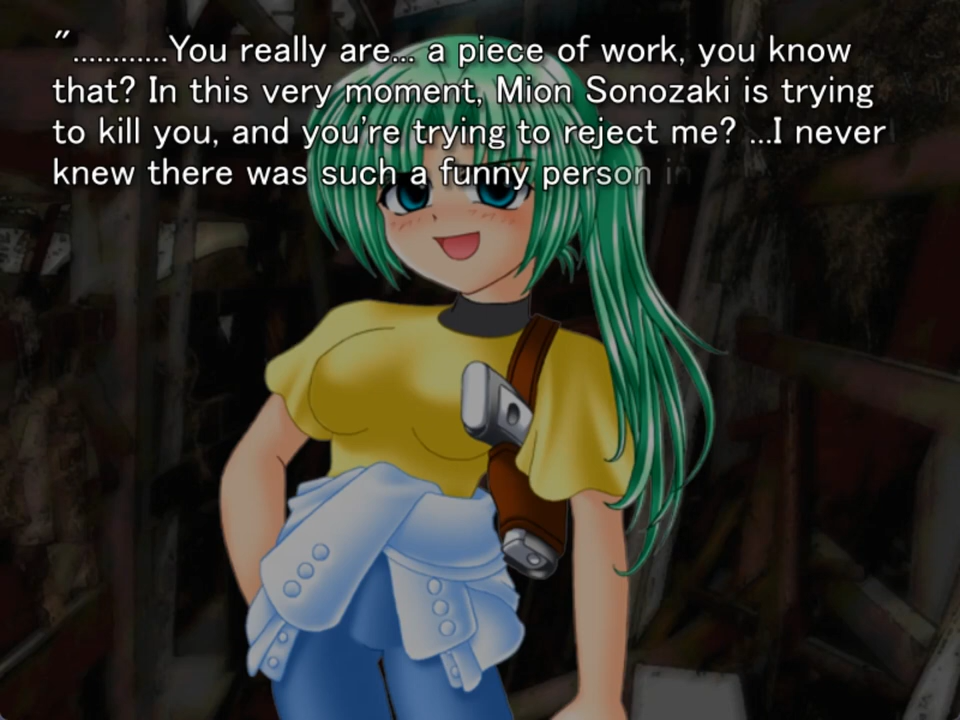 "............You really are... a piece of work, you know
that? In this very moment, Mion Sonozaki is trying
to kill you, and you're trying to reject me? ...I never
knew there was such a funny person in